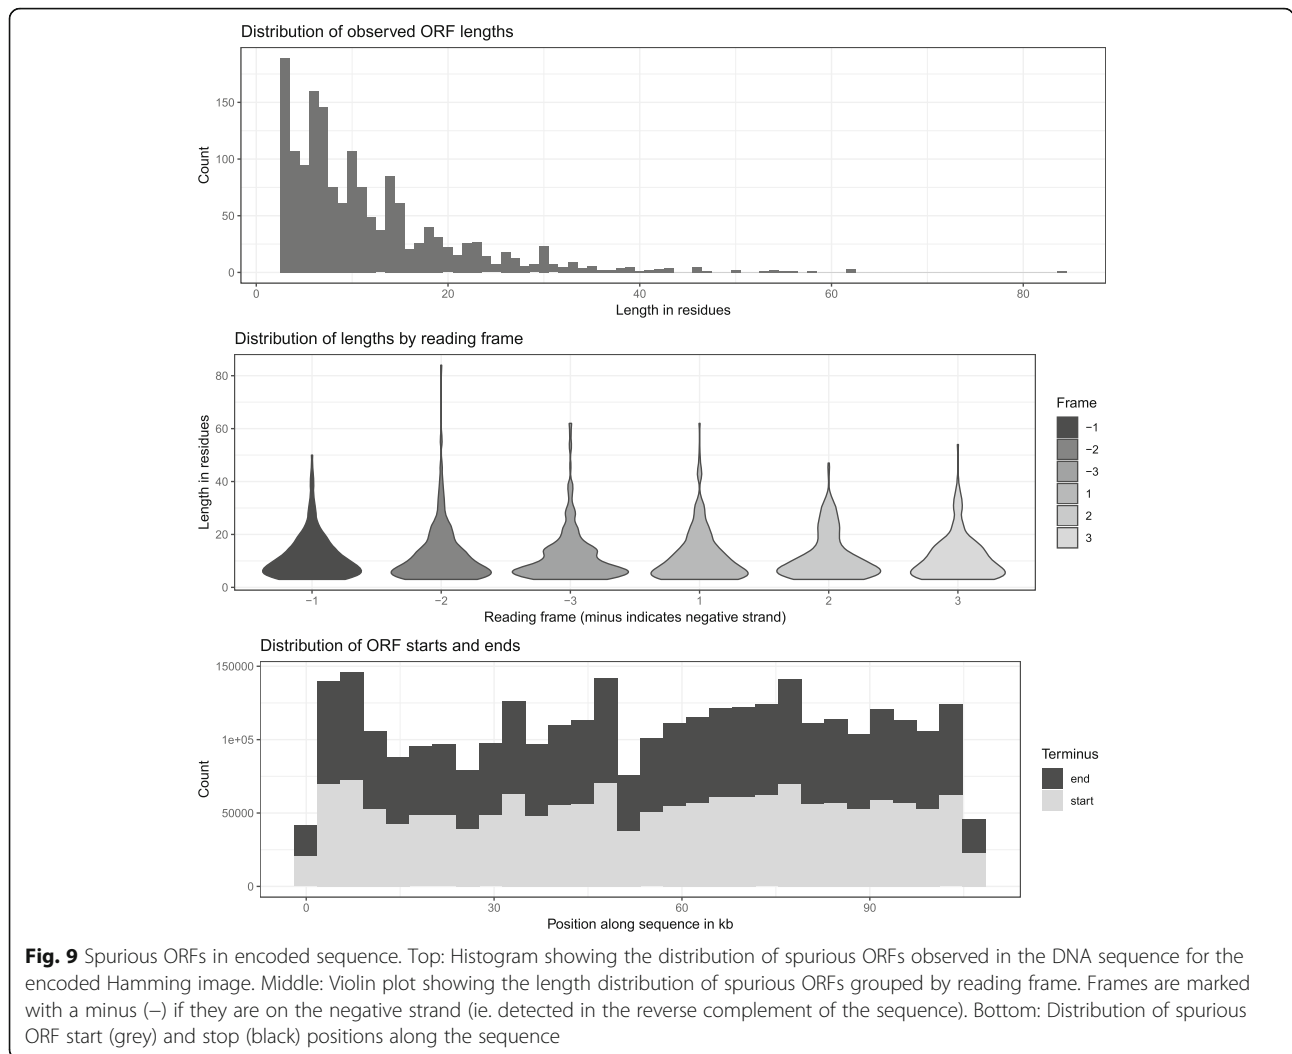 Distribution of observed ORF lengths
Count
150
100
50
0
0 20 40 60 80
Length in residues
Distribution of lengths by reading frame
Length in residues
80
60
40
20
0
−1 −2 −3 1 2 3
Reading frame (minus indicates negative strand)
Frame
−1
−2
−3
1
2
3
Distribution of ORF starts and ends
Count
150000
1e+05
50000
0
0 30 60 90
Position along sequence in kb
Terminus
end
start
Fig. 9 Spurious ORFs in encoded sequence. Top: Histogram showing the distribution of spurious ORFs observed in the DNA sequence for the
encoded Hamming image. Middle: Violin plot showing the length distribution of spurious ORFs grouped by reading frame. Frames are marked
with a minus (−) if they are on the negative strand (ie. detected in the reverse complement of the sequence). Bottom: Distribution of spurious
ORF start (grey) and stop (black) positions along the sequence